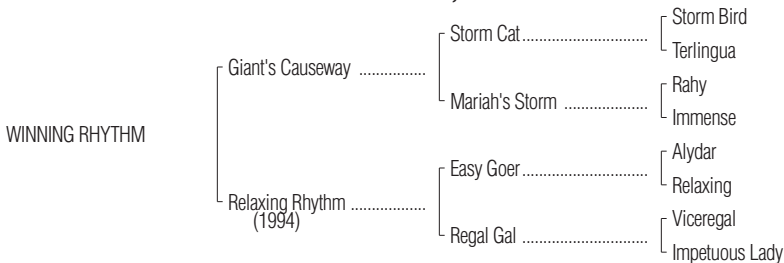 Storm Bird
Storm Cat..............................
Terlingua
Giant's Causeway ................
Rahy
Mariah's Storm ....................
Immense
WINNING RHYTHM
Alydar
Easy Goer..............................
Relaxing
Relaxing Rhythm ..................
(1994)
Viceregal
Regal Gal ..............................
Impetuous Lady